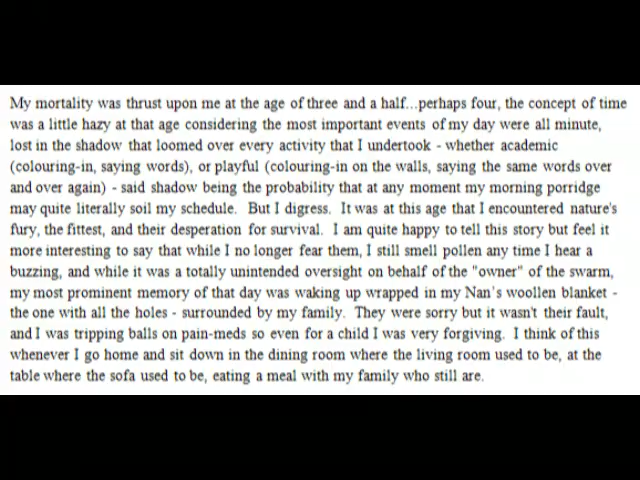 My mortality was thrust upon me at the age of three and a half...perhaps four, the concept of time
was a little hazy at that age considering the most important events of my day were all minute,
lost in the shadow that loomed over every activity that I undertook - whether academic
(colouring-in, saying words), or playful (colouring-in on the walls, saying the same words over
and over again) - said shadow being the probability that at any moment my morning porridge
may quite literally soil my schedule.  But I digress.  It was at this age that I encountered nature's
fury, the fittest, and their desperation for survival.  I am quite happy to tell this story but feel it
more interesting to say that while I no longer fear them, I still smell pollen any time I hear a
buzzing, and while it was a totally unintended oversight on behalf of the "owner" of the swarm,
my most prominent memory of that day was waking up wrapped in my Nan's woollen blanket -
the one with all the holes - surrounded by my family.  They were sorry but it wasn't their fault,
and I was tripping balls on pain-meds so even for a child I was very forgiving.  I think of this
whenever I go home and sit down in the dining room where the living room used to be, at the
table where the sofa used to be, eating a meal with my family who still are.